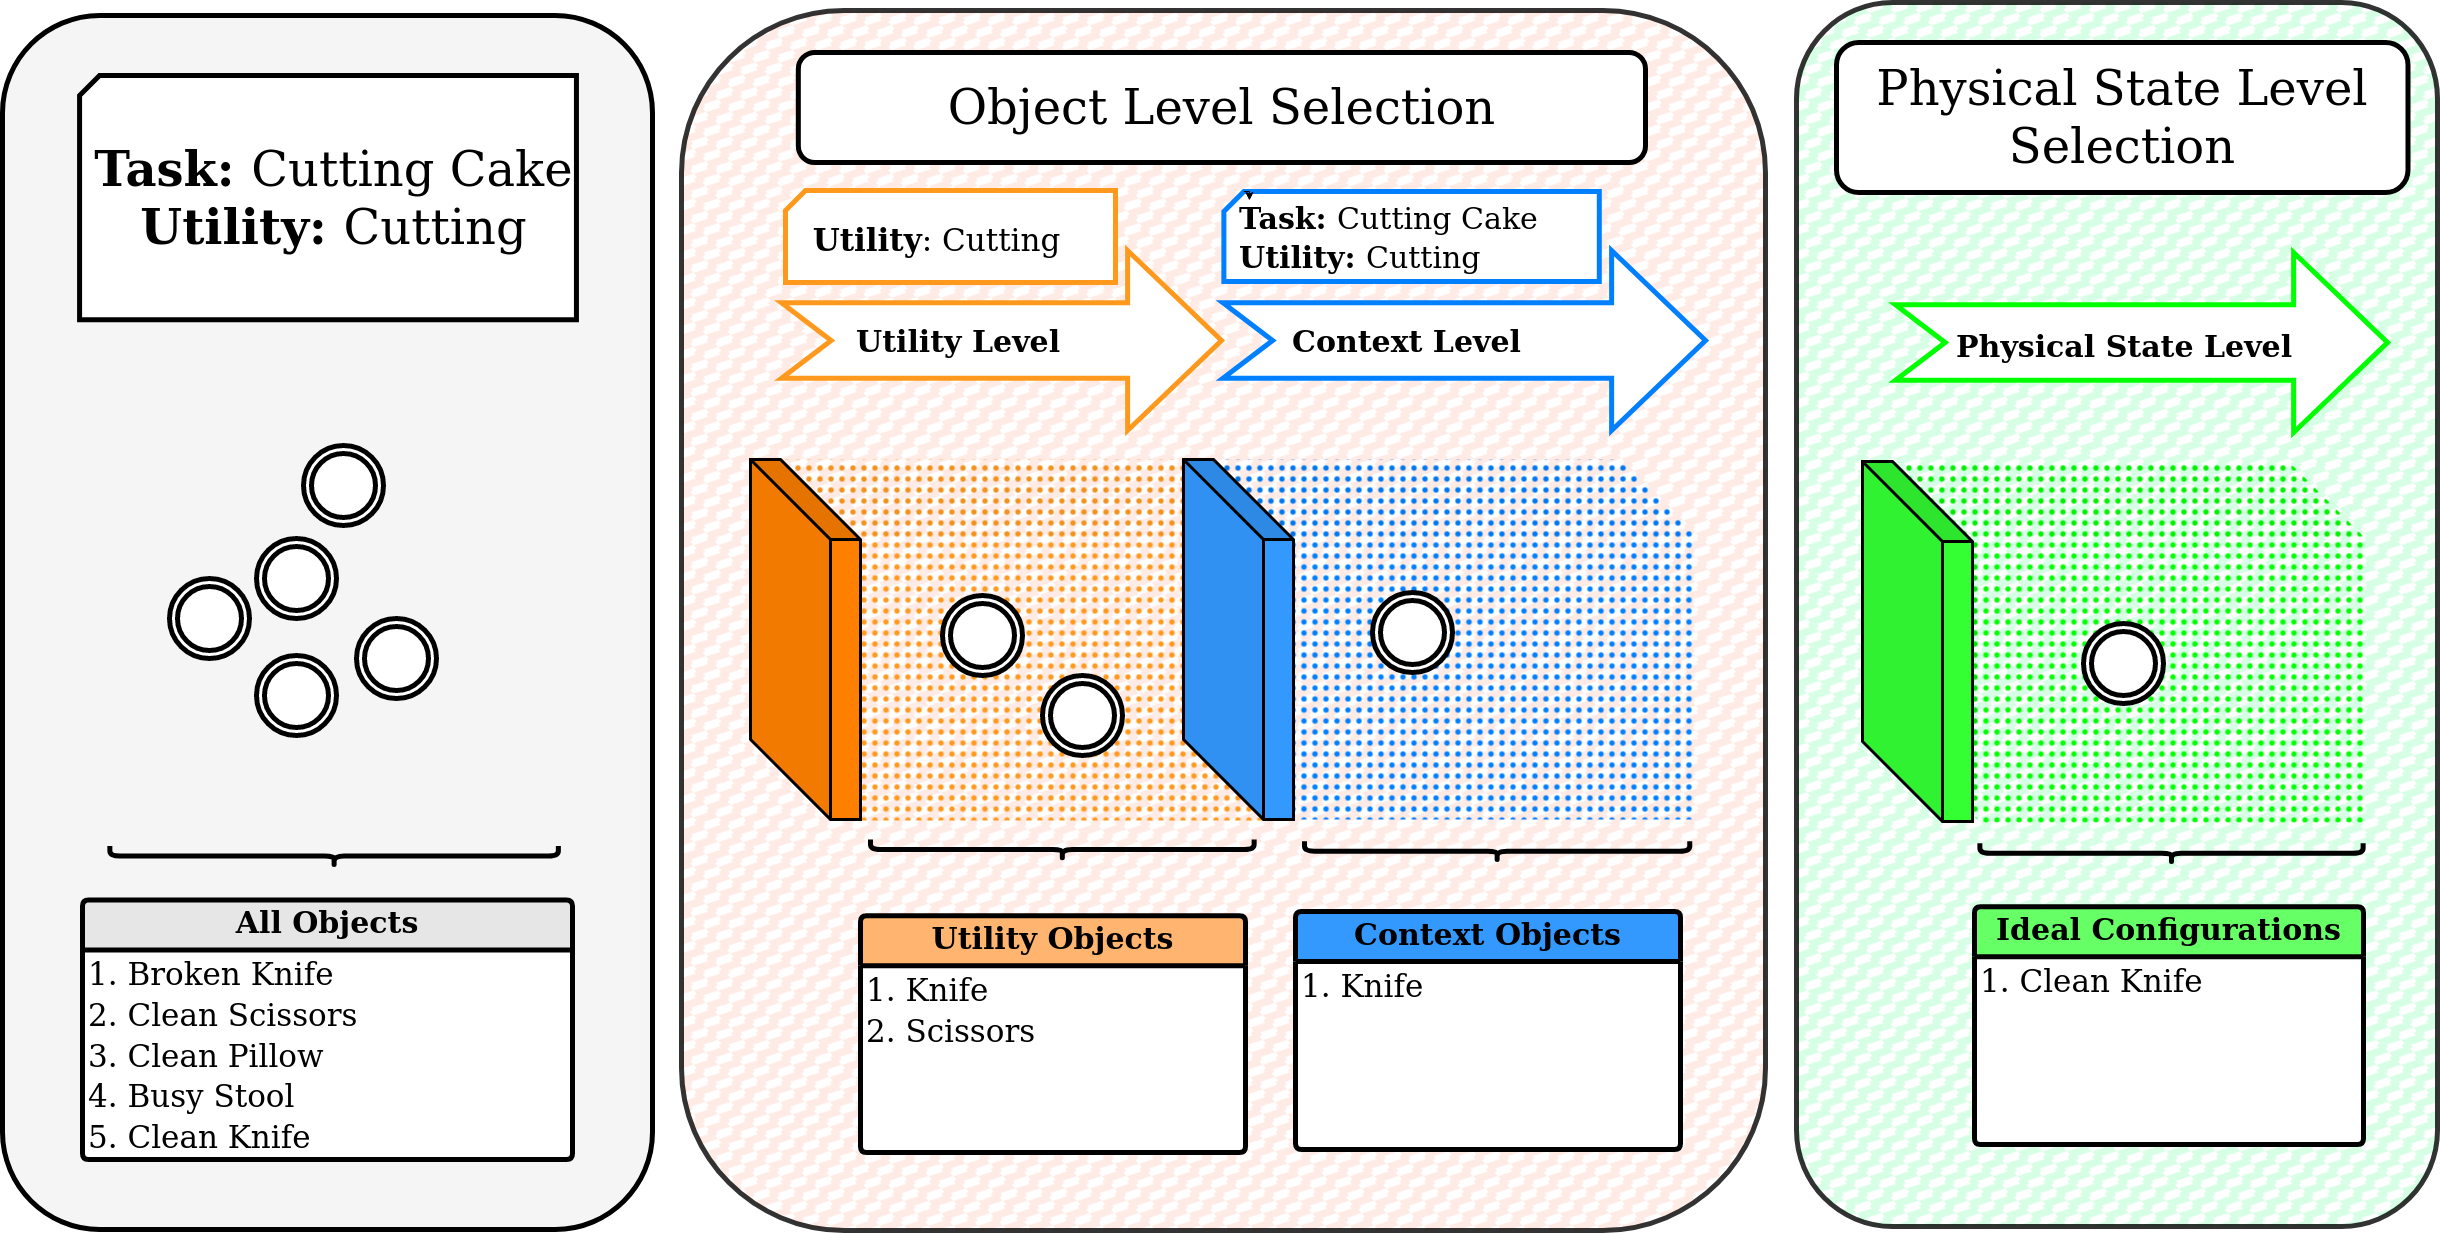 Task: Cutting Cake
Utility: Cutting
All Objects
1. Broken Knife
2. Clean Scissors
3. Clean Pillow
4. Busy Stool
5. Clean Knife
Object Level Selection
Utility: Cutting
Utility Level
Task: Cutting Cake
Utility: Cutting
Context Level
Utility Objects
1. Knife
2. Scissors
Context Objects
1. Knife
Physical State Level
Selection
Physical State Level
Ideal Configurations
1. Clean Knife